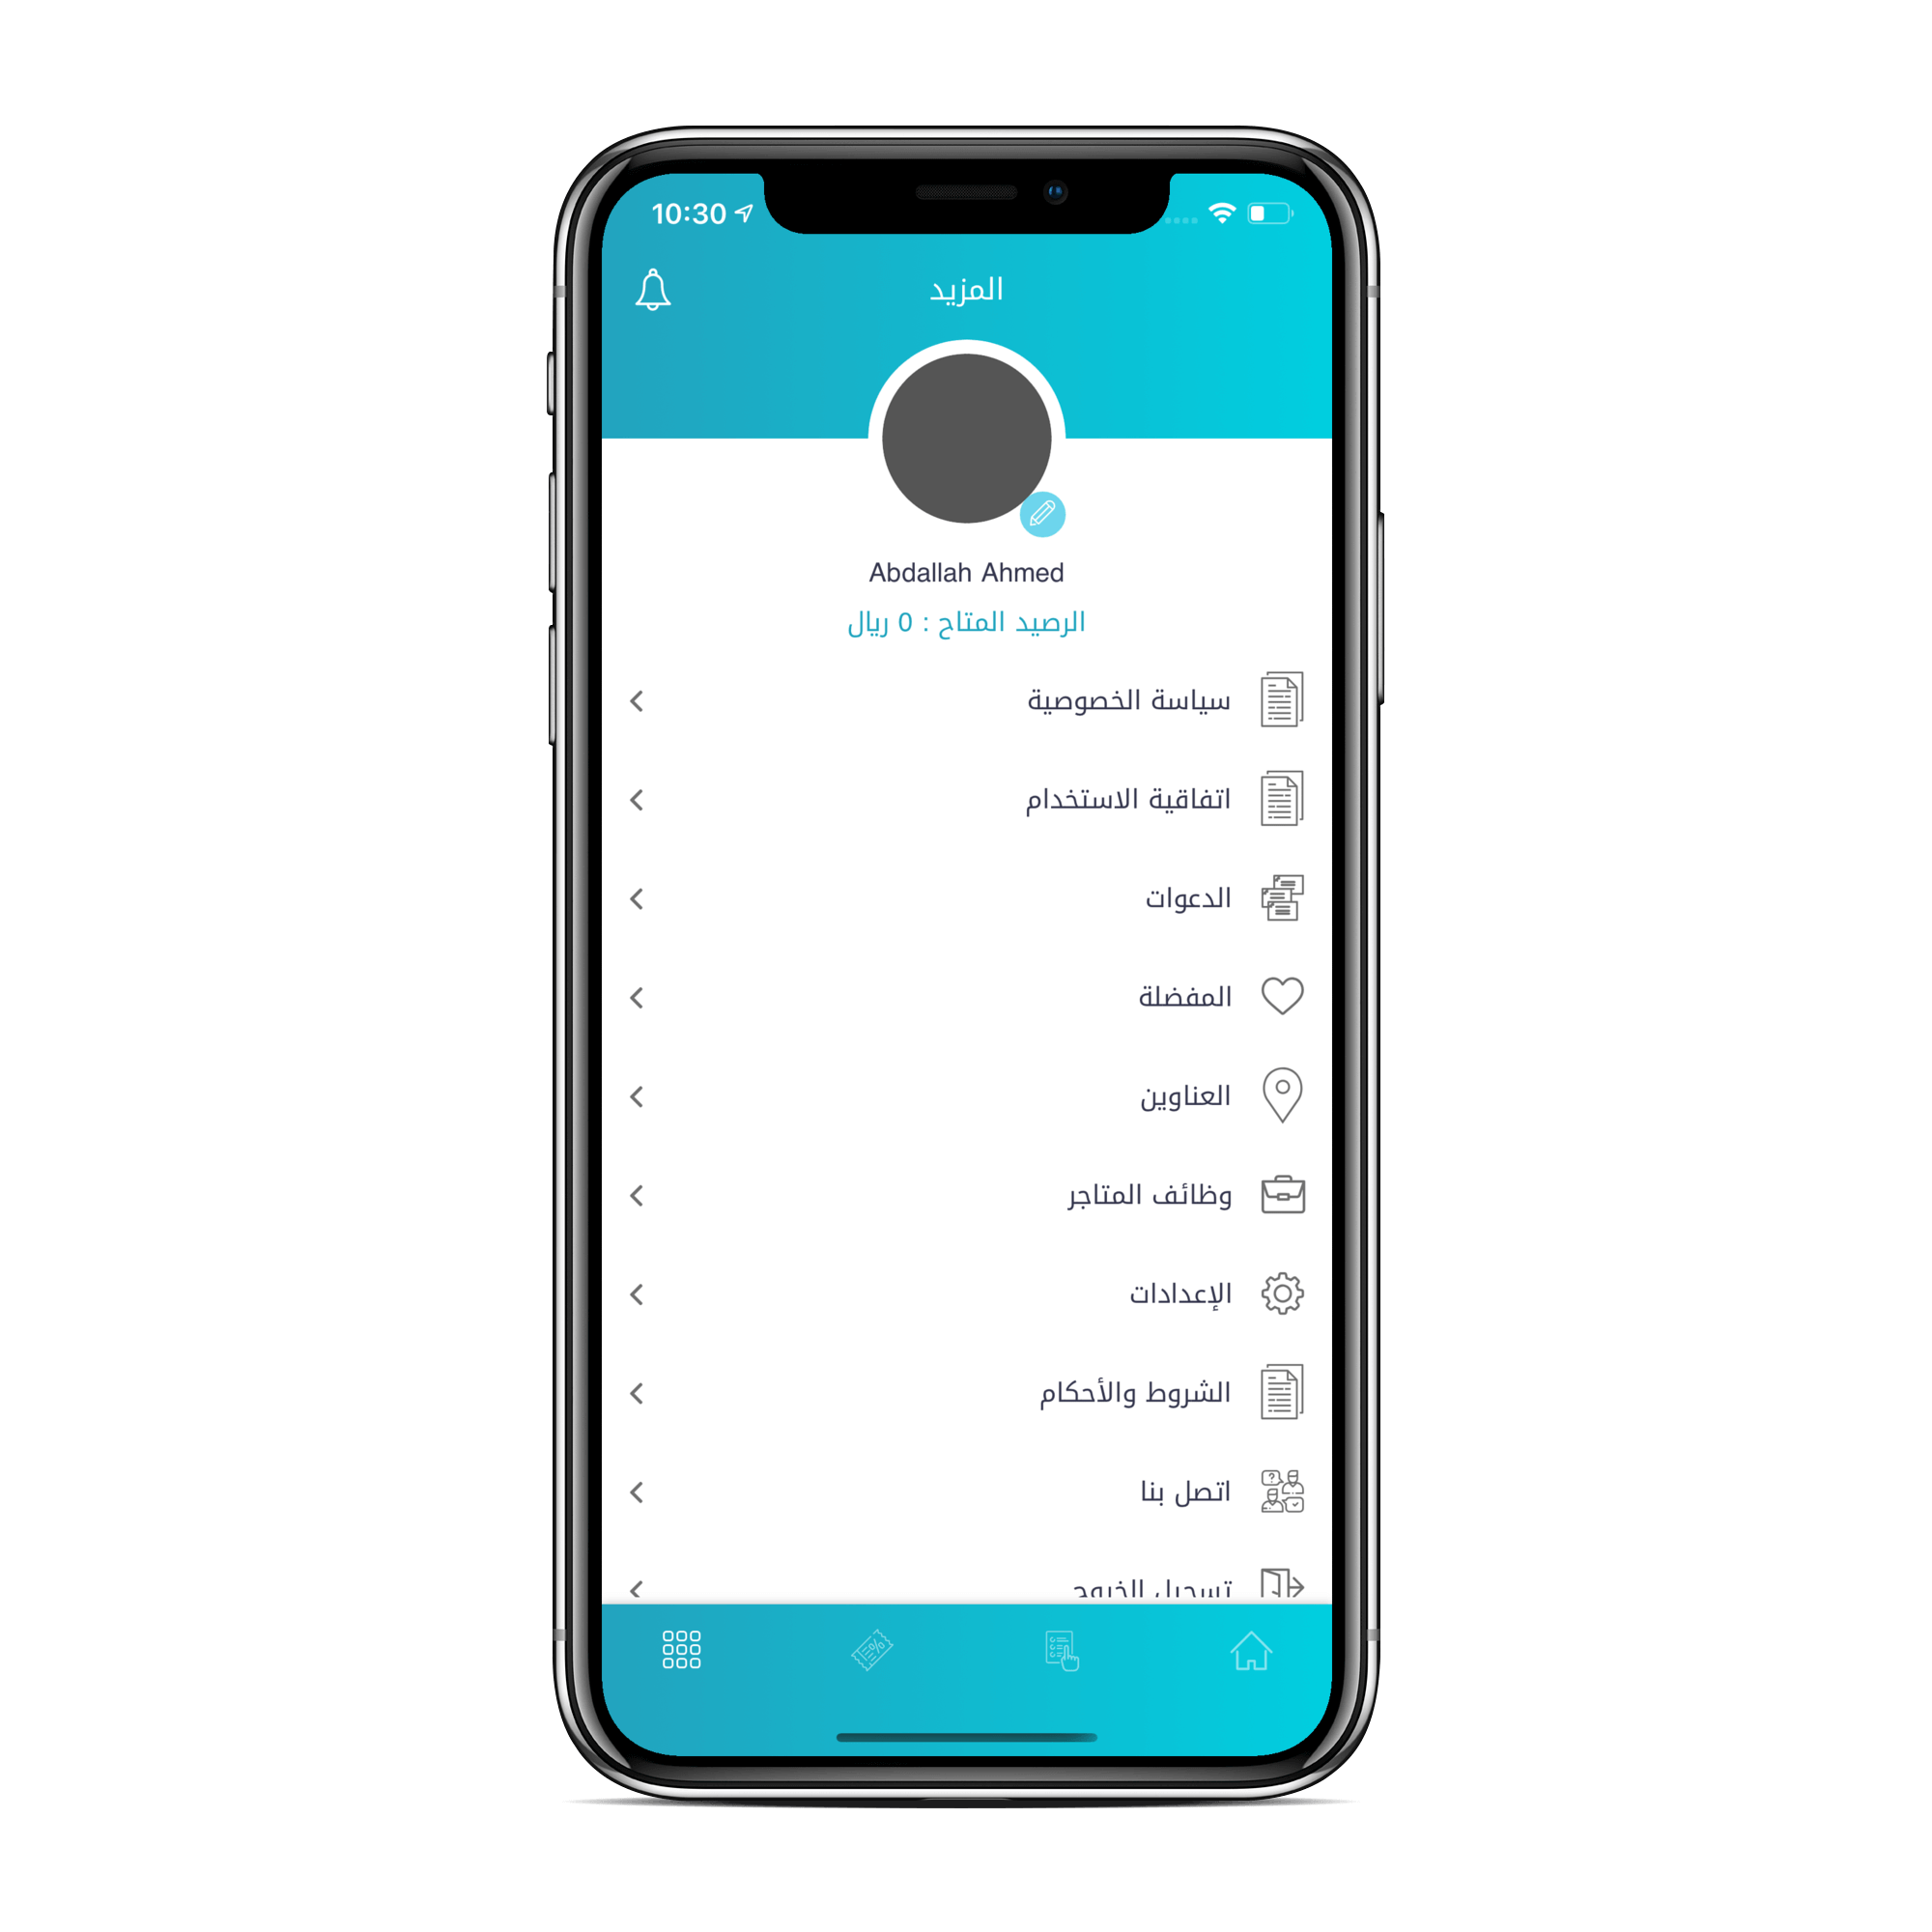 10:30
المزيد
Abdallah Ahmed
الرصيد المتاح : 0 ريال
سياسة الخصوصية
اتفاقية الاستخدام
الدعوات
المفضلة
العناوين
وظائف المتاجر
الإعدادات
الشروط والأحكام
اتصل بنا
تسجيل الخروج